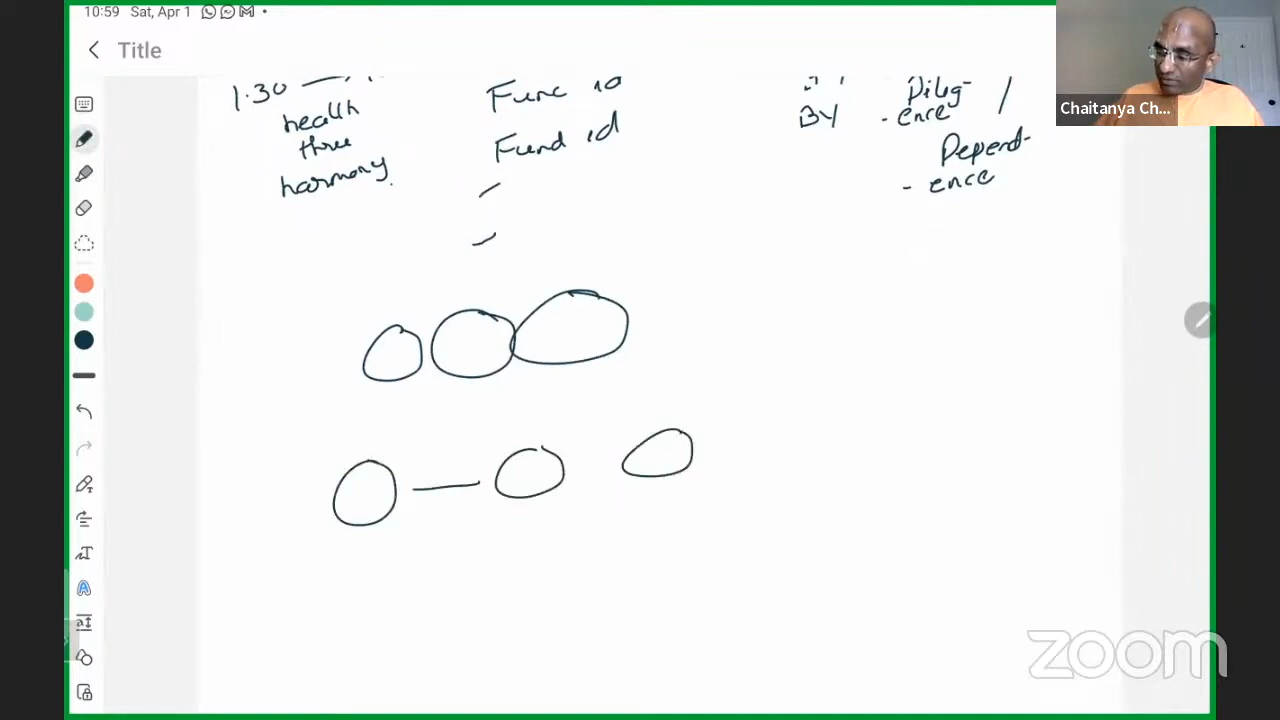 10:59 Sat, Apr 1
Title
Chaitanya Ch...
1.30
health
three
harmony.
Func id
Fund id
BY
Dilig-
- ence /
Depend-
- ence
zoom